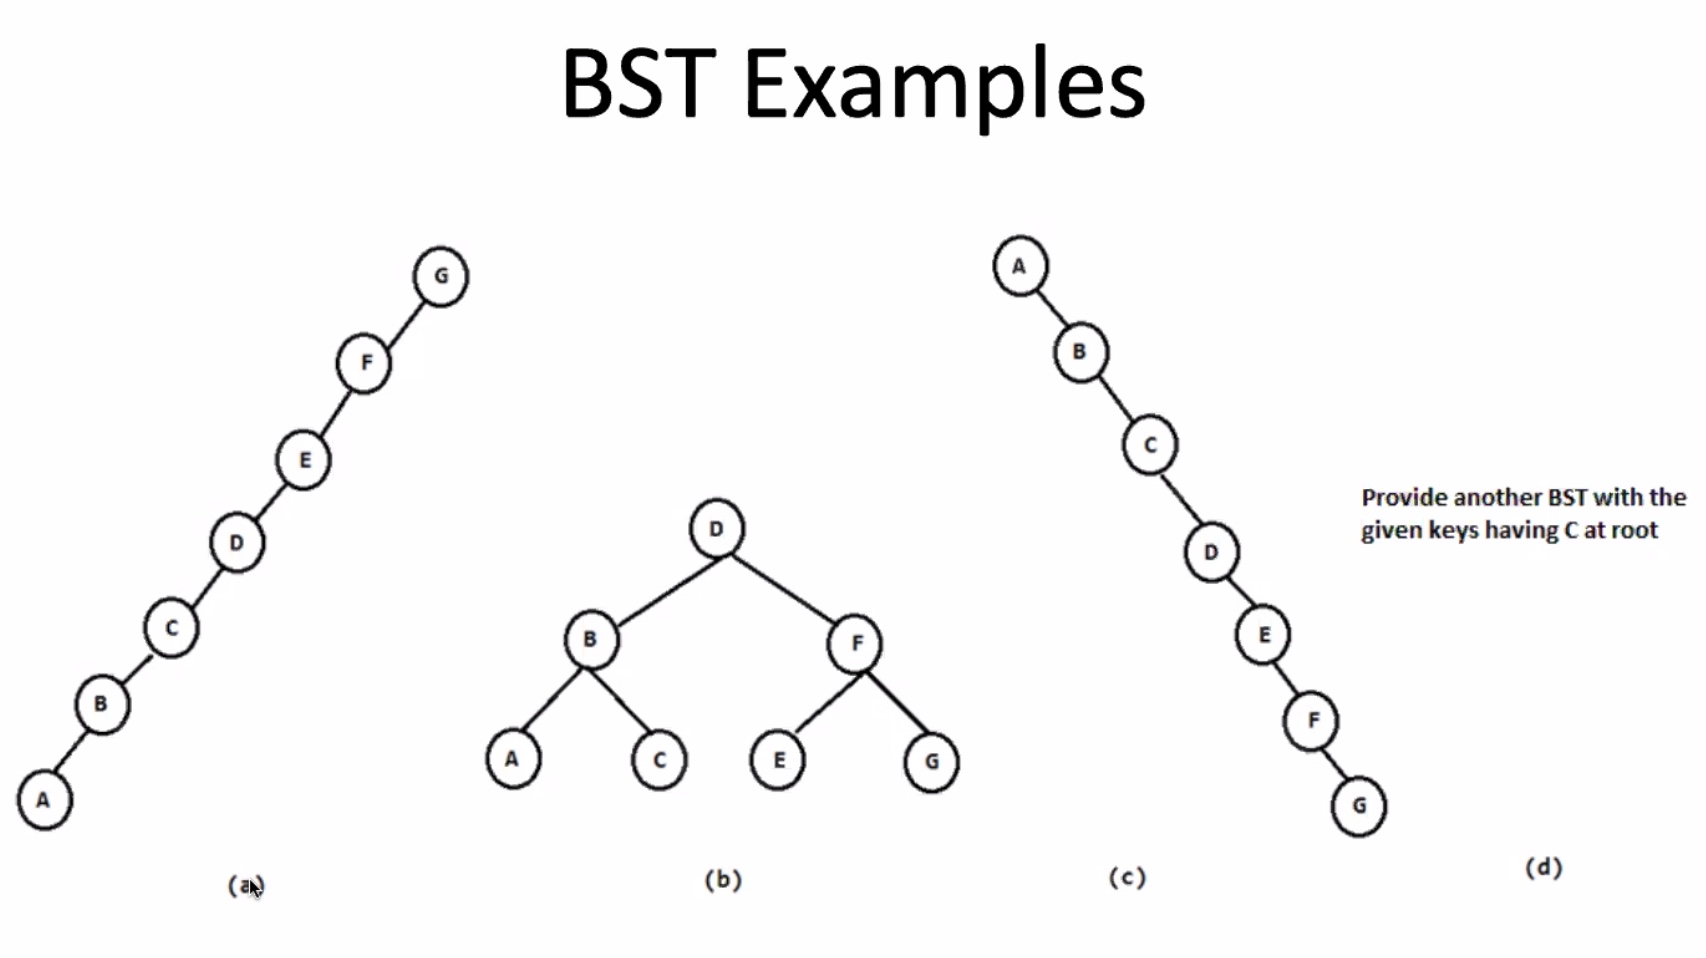 BST Examples
G
F
E
D
C
B
A
(a)
D
B
F
A
C
E
G
(b)
A
B
C
D
E
F
G
(c)
Provide another BST with the
given keys having C at root
(d)